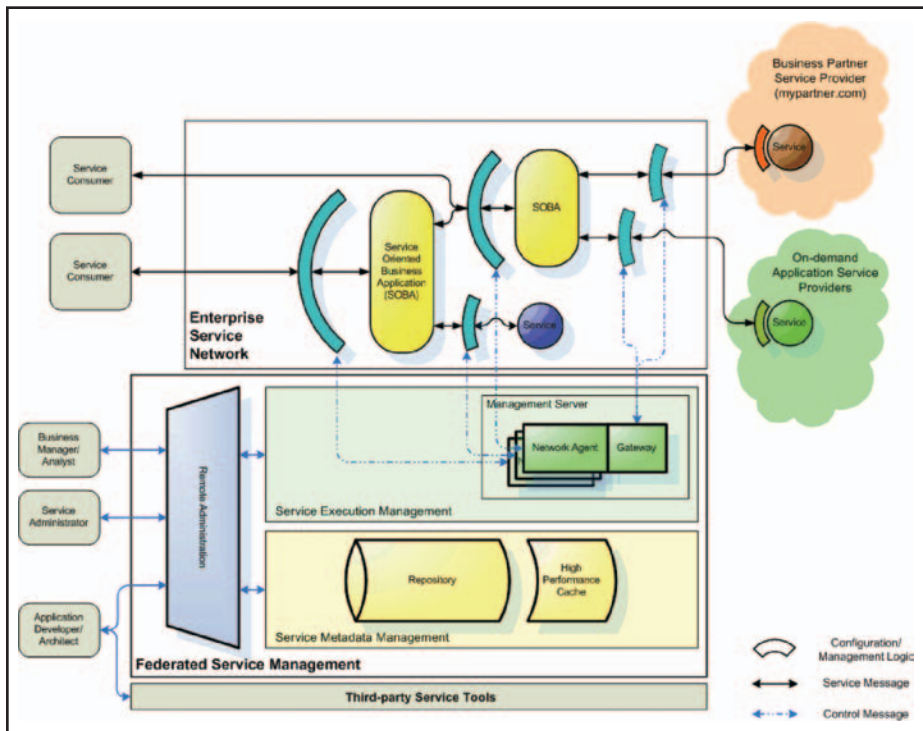 Business Partner
Service Provider
(mypartner.com)
Service
Service
Consumer
Service
Consumer
SOBA
Service
Oriented
Business
Application
(SOBA)
Service
Enterprise
Service
Network
On-demand
Application Service
Providers
Service
Business
Manager/
Analyst
Service
Administrator
Application
Developer/
Architect
Remote Administration
Management Server
Network Agent
Gateway
Service Execution Management
Repository
High
Performance
Cache
Service Metadata Management
Federated Service Management
Third-party Service Tools
Configuration/
Management Logic
Service Message
Control Message